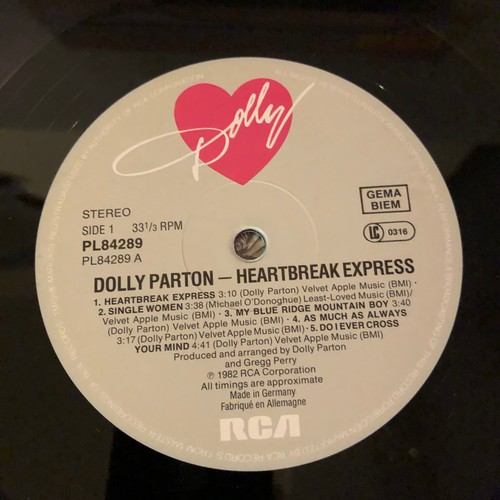 Dolly
GEMA
BIEM
LC 0316
STEREO
SIDE 1 33 1/3 RPM
PL84289
PL84289 A
DOLLY PARTON — HEARTBREAK EXPRESS
1. HEARTBREAK EXPRESS 3:10 (Dolly Parton) Velvet Apple Music (BMI) ·
2. SINGLE WOMEN 3:38 (Michael O'Donoghue) Least-Loved Music (BMI)/
Velvet Apple Music (BMI) · 3. MY BLUE RIDGE MOUNTAIN BOY 3:40
(Dolly Parton) Velvet Apple Music (BMI) · 4. AS MUCH AS ALWAYS
3:17 (Dolly Parton) Velvet Apple Music (BMI) · 5. DO I EVER CROSS
YOUR MIND 4:41 (Dolly Parton) Velvet Apple Music (BMI)
Produced and arranged by Dolly Parton
and Gregg Perry
℗ 1982 RCA Corporation
All timings are approximate
Made in Germany
Fabriqué en Allemagne
RCA